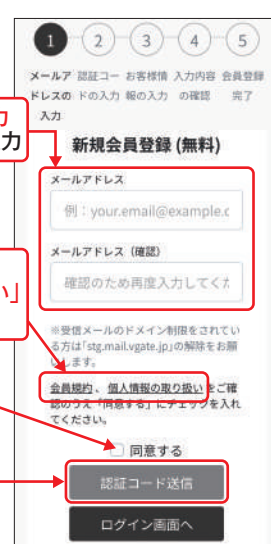 1 2 3 4 5
メールア 認証コー お客様情 入力内容 会員登録
ドレスの ドの入力 報の入力 の確認 完了
入力
力
力
新規会員登録 (無料)
メールアドレス
例：your.email@example.c
メールアドレス（確認）
確認のため再度入力してくだ
い」
※受信メールのドメイン制限をされてい
る方は「stg.mail.vgate.jp」の解除をお願
いします。
会員規約 、 個人情報の取り扱い をご確
認のうえ「同意する」にチェックを入れ
てください。
同意する
認証コード送信
ログイン画面へ